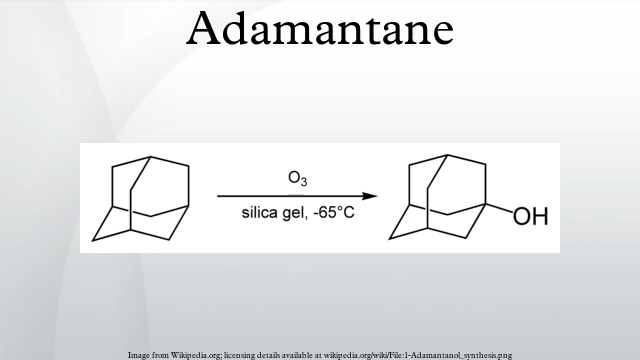 Adamantane
O3
silica gel, -65°C
OH
Image from Wikipedia.org; licensing details available at wikipedia.org/wiki/File:1-Adamantanol_synthesis.png